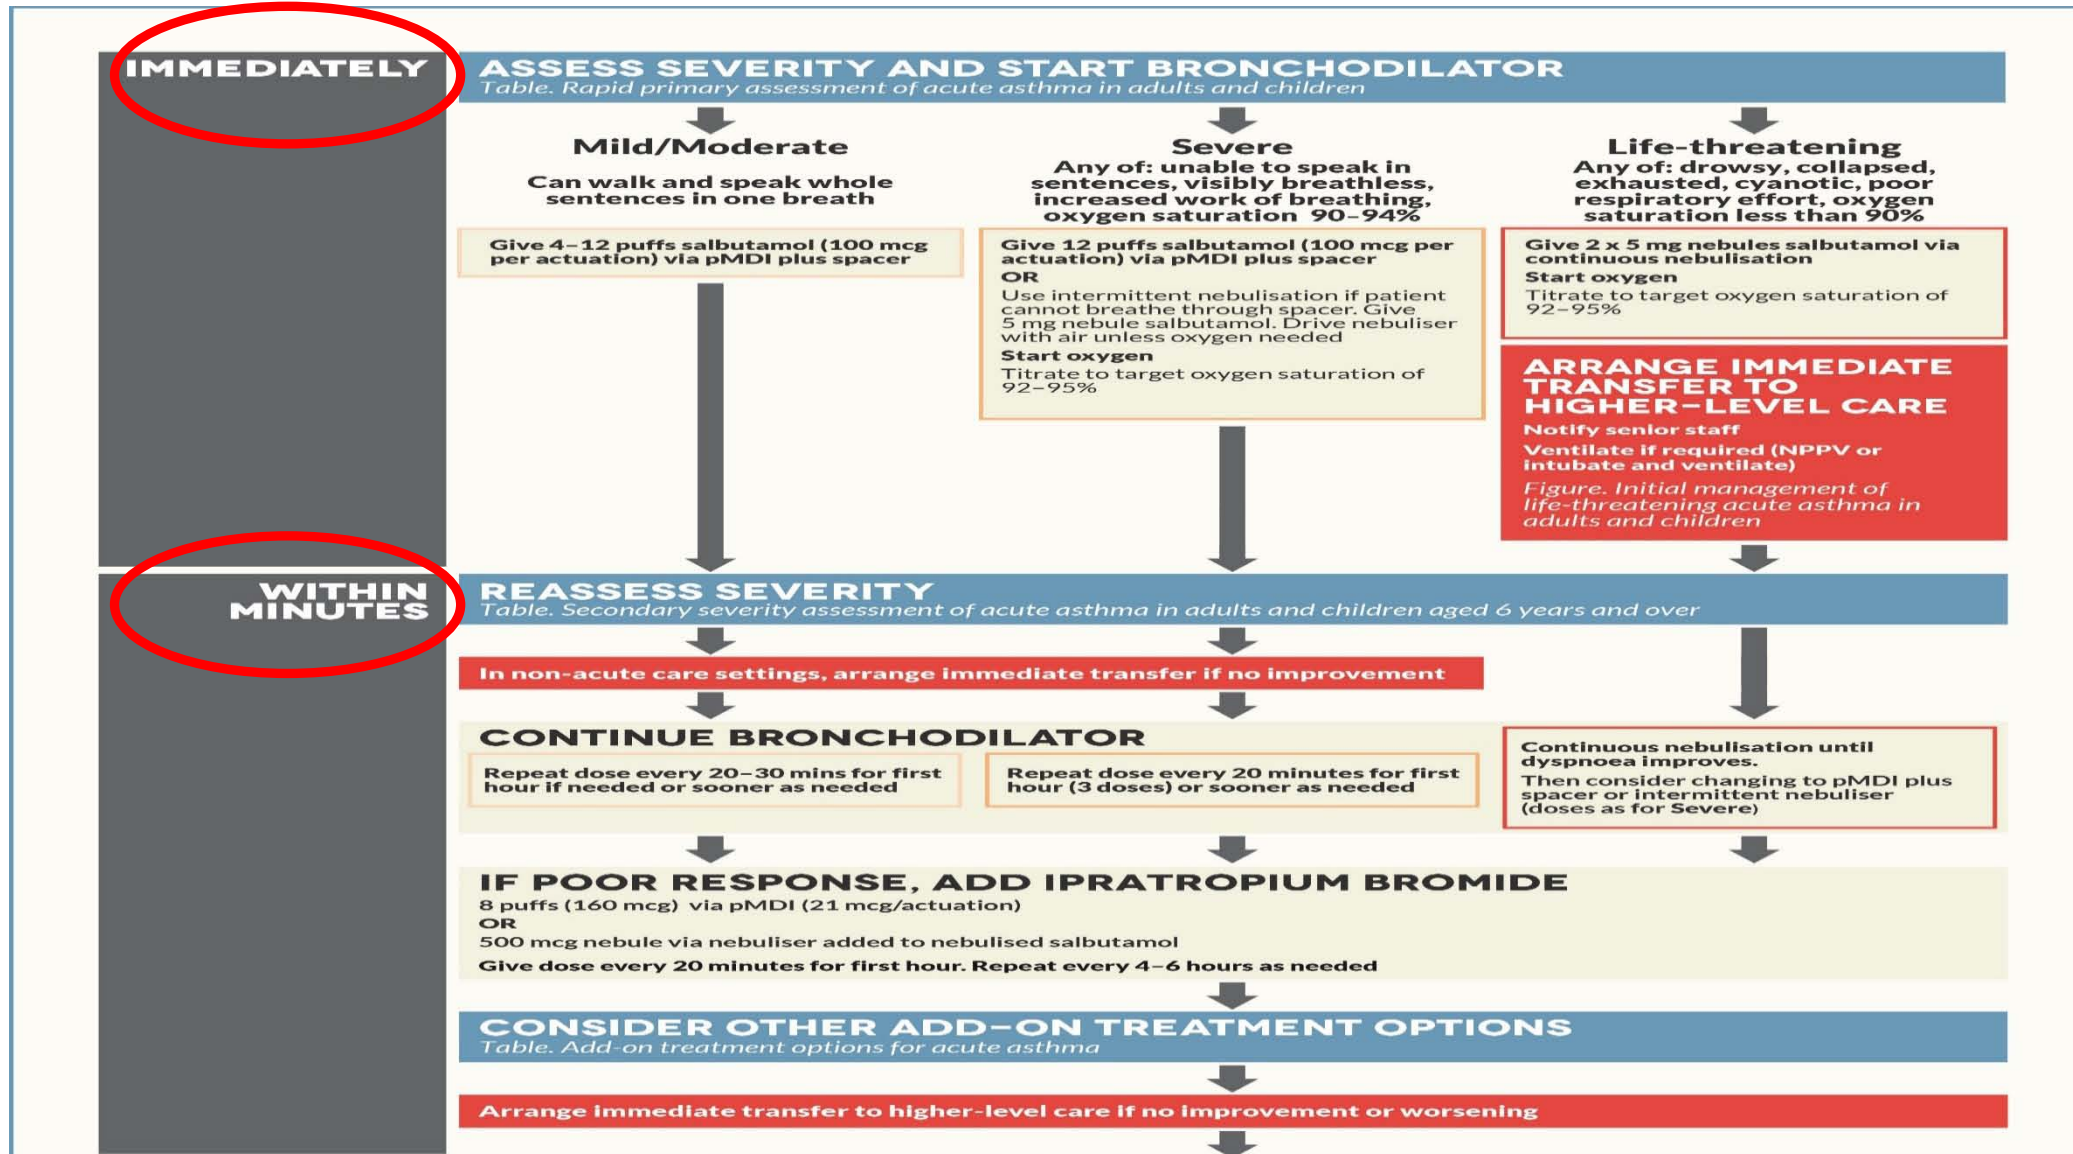 IMMEDIATELY
ASSESS SEVERITY AND START BRONCHODILATOR
Table. Rapid primary assessment of acute asthma in adults and children
Mild/Moderate
Can walk and speak whole
sentences in one breath
Give 4–12 puffs salbutamol (100 mcg
per actuation) via pMDI plus spacer
Severe
Any of: unable to speak in
sentences, visibly breathless,
increased work of breathing,
oxygen saturation 90–94%
Give 12 puffs salbutamol (100 mcg per
actuation) via pMDI plus spacer
OR
Use intermittent nebulisation if patient
cannot breathe through spacer. Give
5 mg nebule salbutamol. Drive nebuliser
with air unless oxygen needed
Start oxygen
Titrate to target oxygen saturation of
92–95%
Life-threatening
Any of: drowsy, collapsed,
exhausted, cyanotic, poor
respiratory effort, oxygen
saturation less than 90%
Give 2 x 5 mg nebules salbutamol via
continuous nebulisation
Start oxygen
Titrate to target oxygen saturation of
92–95%
ARRANGE IMMEDIATE
TRANSFER TO
HIGHER–LEVEL CARE
Notify senior staff
Ventilate if required (NPPV or
intubate and ventilate)
Figure. Initial management of
life-threatening acute asthma in
adults and children
WITHIN
MINUTES
REASSESS SEVERITY
Table. Secondary severity assessment of acute asthma in adults and children aged 6 years and over
In non-acute care settings, arrange immediate transfer if no improvement
CONTINUE BRONCHODILATOR
Repeat dose every 20–30 mins for first
hour if needed or sooner as needed
Repeat dose every 20 minutes for first
hour (3 doses) or sooner as needed
Continuous nebulisation until
dyspnoea improves.
Then consider changing to pMDI plus
spacer or intermittent nebuliser
(doses as for Severe)
IF POOR RESPONSE, ADD IPRATROPIUM BROMIDE
8 puffs (160 mcg) via pMDI (21 mcg/actuation)
OR
500 mcg nebule via nebuliser added to nebulised salbutamol
Give dose every 20 minutes for first hour. Repeat every 4–6 hours as needed
CONSIDER OTHER ADD–ON TREATMENT OPTIONS
Table. Add-on treatment options for acute asthma
Arrange immediate transfer to higher-level care if no improvement or worsening